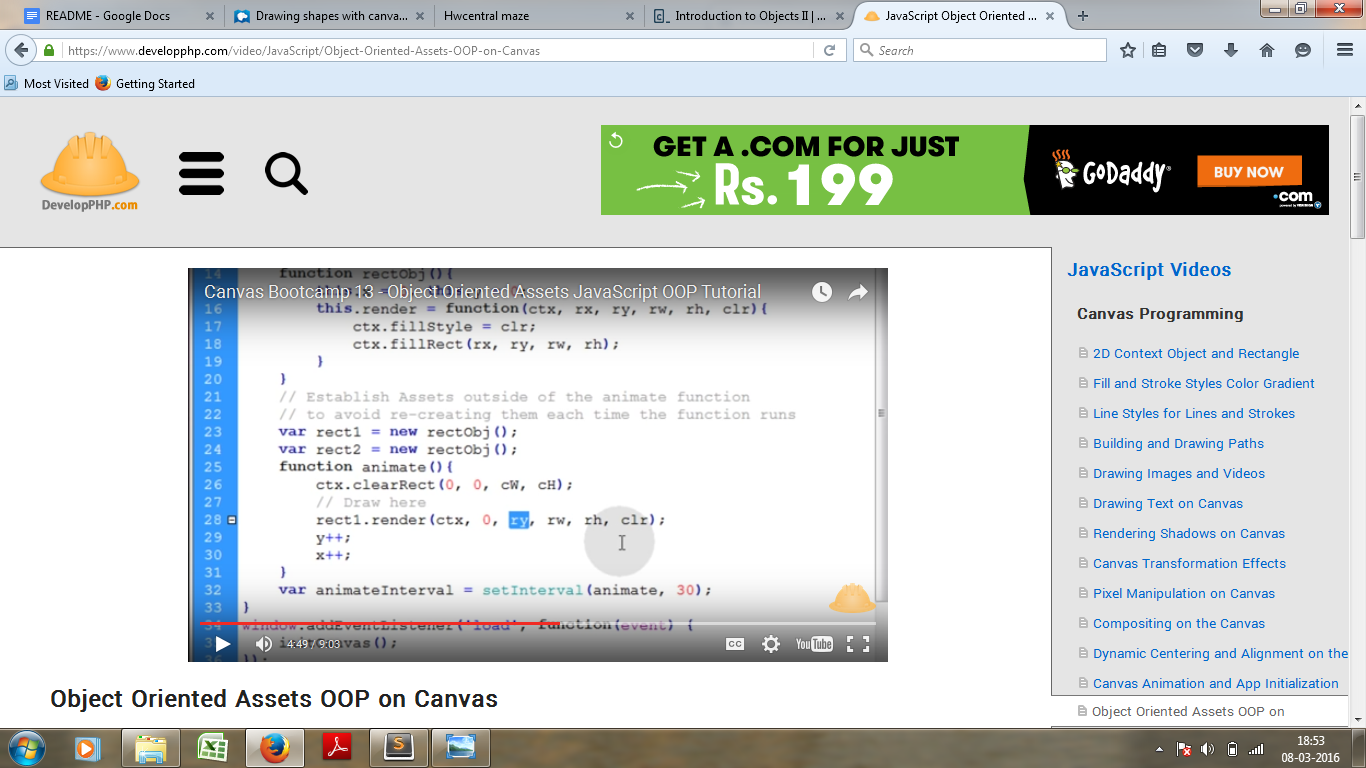 README - Google Docs
Drawing shapes with canva...
Hwcentral maze
Introduction to Objects II | ...
JavaScript Object Oriented ...
https://www.developphp.com/video/JavaScript/Object-Oriented-Assets-OOP-on-Canvas
Search
Most Visited
Getting Started
DevelopPHP.com
GET A .COM FOR JUST
Rs. 199
GoDaddy
BUY NOW
.com
Canvas Bootcamp 13 - Object Oriented Assets JavaScript OOP Tutorial
14 function rectObj(){
16 this.render = function(ctx, rx, ry, rw, rh, clr){
17 ctx.fillStyle = clr;
18 ctx.fillRect(rx, ry, rw, rh);
19 }
20 }
21 // Establish Assets outside of the animate function
22 // to avoid re-creating them each time the function runs
23 var rect1 = new rectObj();
24 var rect2 = new rectObj();
25 function animate(){
26 ctx.clearRect(0, 0, cW, cH);
27 // Draw here
28 rect1.render(ctx, 0, ry, rw, rh, clr);
29 y++;
30 x++;
31 }
32 var animateInterval = setInterval(animate, 30);
33 }
window.addEventListener('load', function(event) {
4:49 / 9:03
CC
YouTube
Object Oriented Assets OOP on Canvas
JavaScript Videos
Canvas Programming
2D Context Object and Rectangle
Fill and Stroke Styles Color Gradient
Line Styles for Lines and Strokes
Building and Drawing Paths
Drawing Images and Videos
Drawing Text on Canvas
Rendering Shadows on Canvas
Canvas Transformation Effects
Pixel Manipulation on Canvas
Compositing on the Canvas
Dynamic Centering and Alignment on the
Canvas Animation and App Initialization
Object Oriented Assets OOP on
18:53
08-03-2016